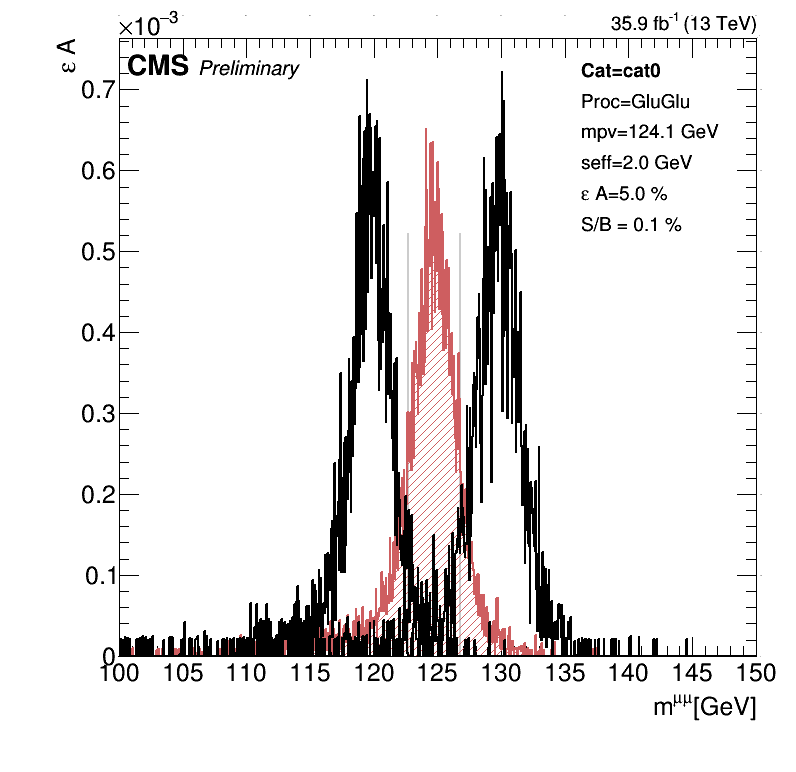 ×10⁻³
35.9 fb⁻¹ (13 TeV)
ε A
CMS Preliminary
Cat=cat0
Proc=GluGlu
mpv=124.1 GeV
seff=2.0 GeV
ε A=5.0 %
S/B = 0.1 %
0.7
0.6
0.5
0.4
0.3
0.2
0.1
0
100 105 110 115 120 125 130 135 140 145 150
m^μμ[GeV]